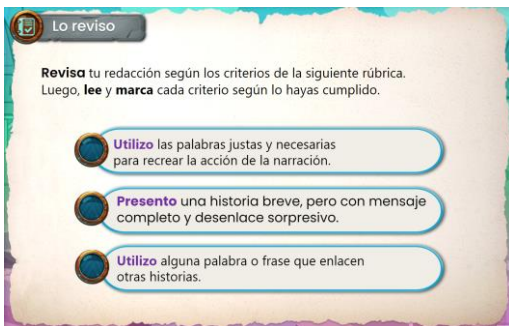 Lo reviso
Revisa tu redacción según los criterios de la siguiente rúbrica.
Luego, lee y marca cada criterio según lo hayas cumplido.
Utilizo las palabras justas y necesarias
para recrear la acción de la narración.
Presento una historia breve, pero con mensaje
completo y desenlace sorpresivo.
Utilizo alguna palabra o frase que enlacen
otras historias.